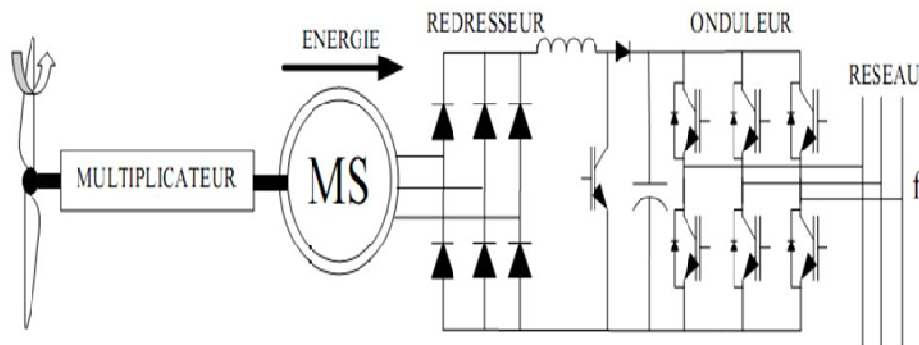 ENERGIE
REDRESSEUR
ONDULEUR
RESEAU
MULTIPLICATEUR
MS
f